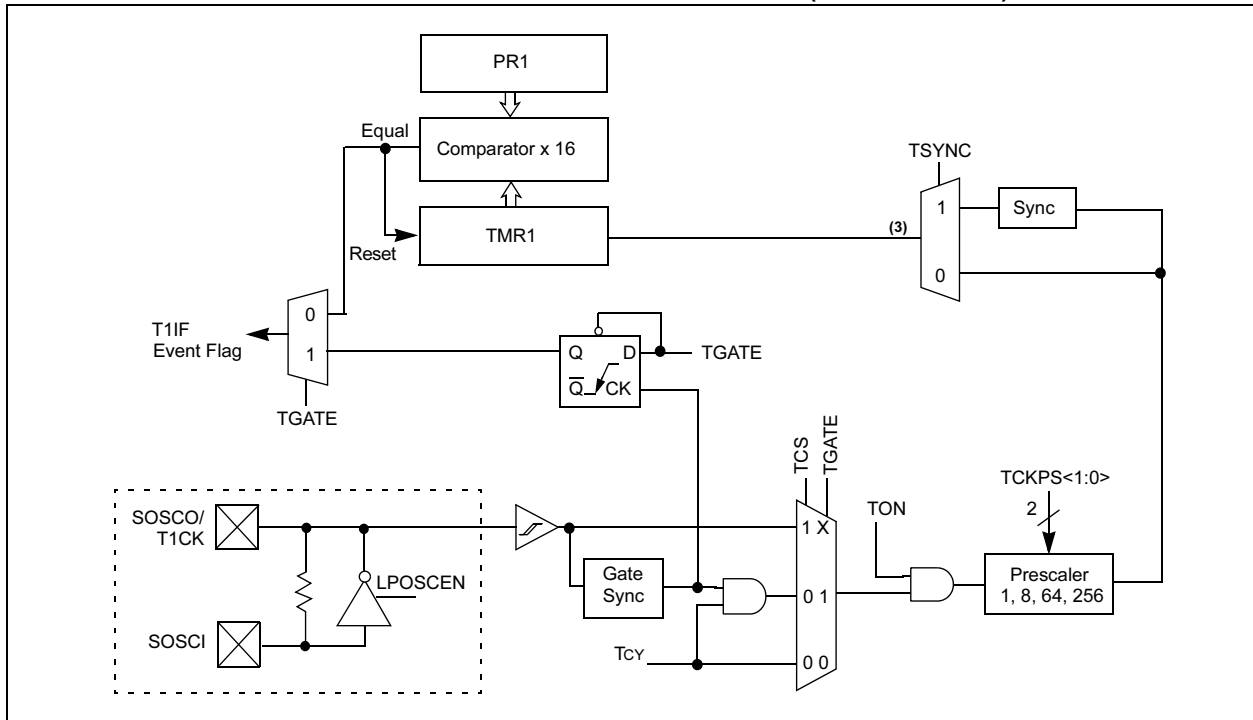 PR1
Equal
Comparator x 16
TSYNC
1
Sync
(3)
TMR1
Reset
0
0
T1IF
Event Flag
1
TGATE
Q
D
TGATE
Q
CK
TCS
TGATE
TCKPS<1:0>
2
SOSCO/
T1CK
1 X
TON
LPOSCEN
Gate
Sync
0 1
Prescaler
1, 8, 64, 256
SOSCI
TCY
0 0